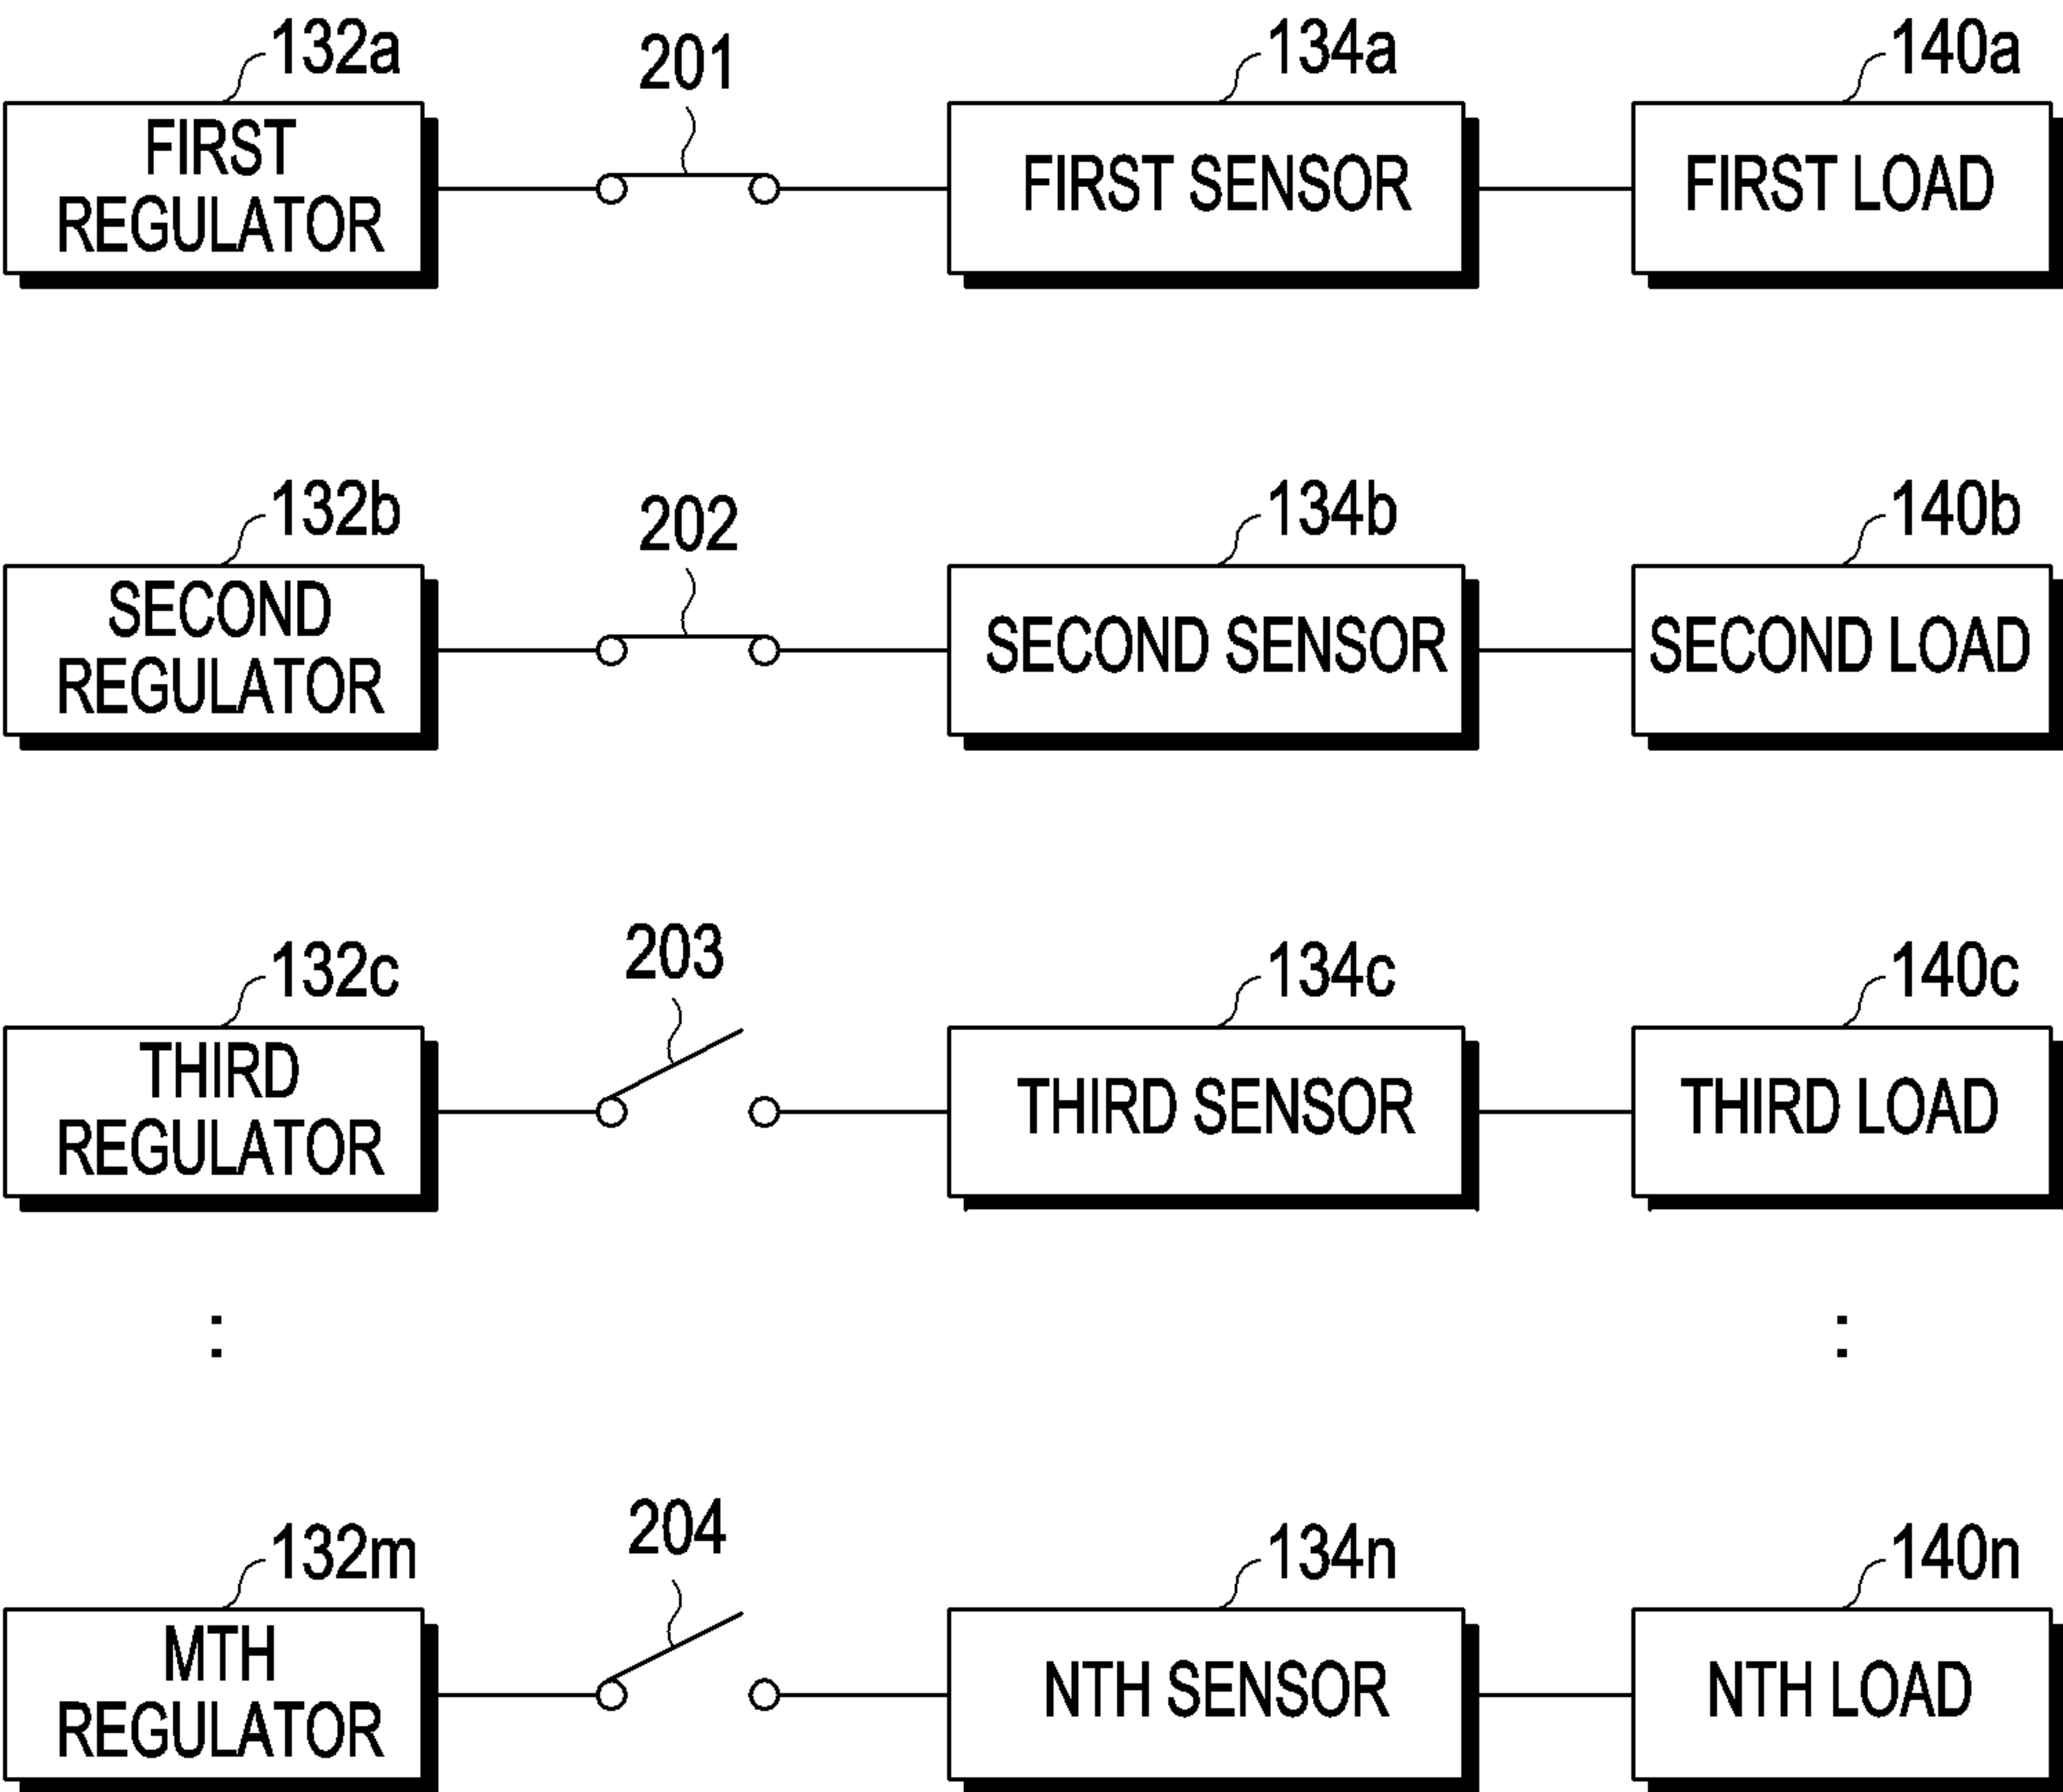 132a
201
134a
140a
FIRST
REGULATOR
FIRST SENSOR
FIRST LOAD
132b
202
134b
140b
SECOND
REGULATOR
SECOND SENSOR
SECOND LOAD
132c
203
134c
140c
THIRD
REGULATOR
THIRD SENSOR
THIRD LOAD
:
:
132m
204
134n
140n
MTH
REGULATOR
NTH SENSOR
NTH LOAD